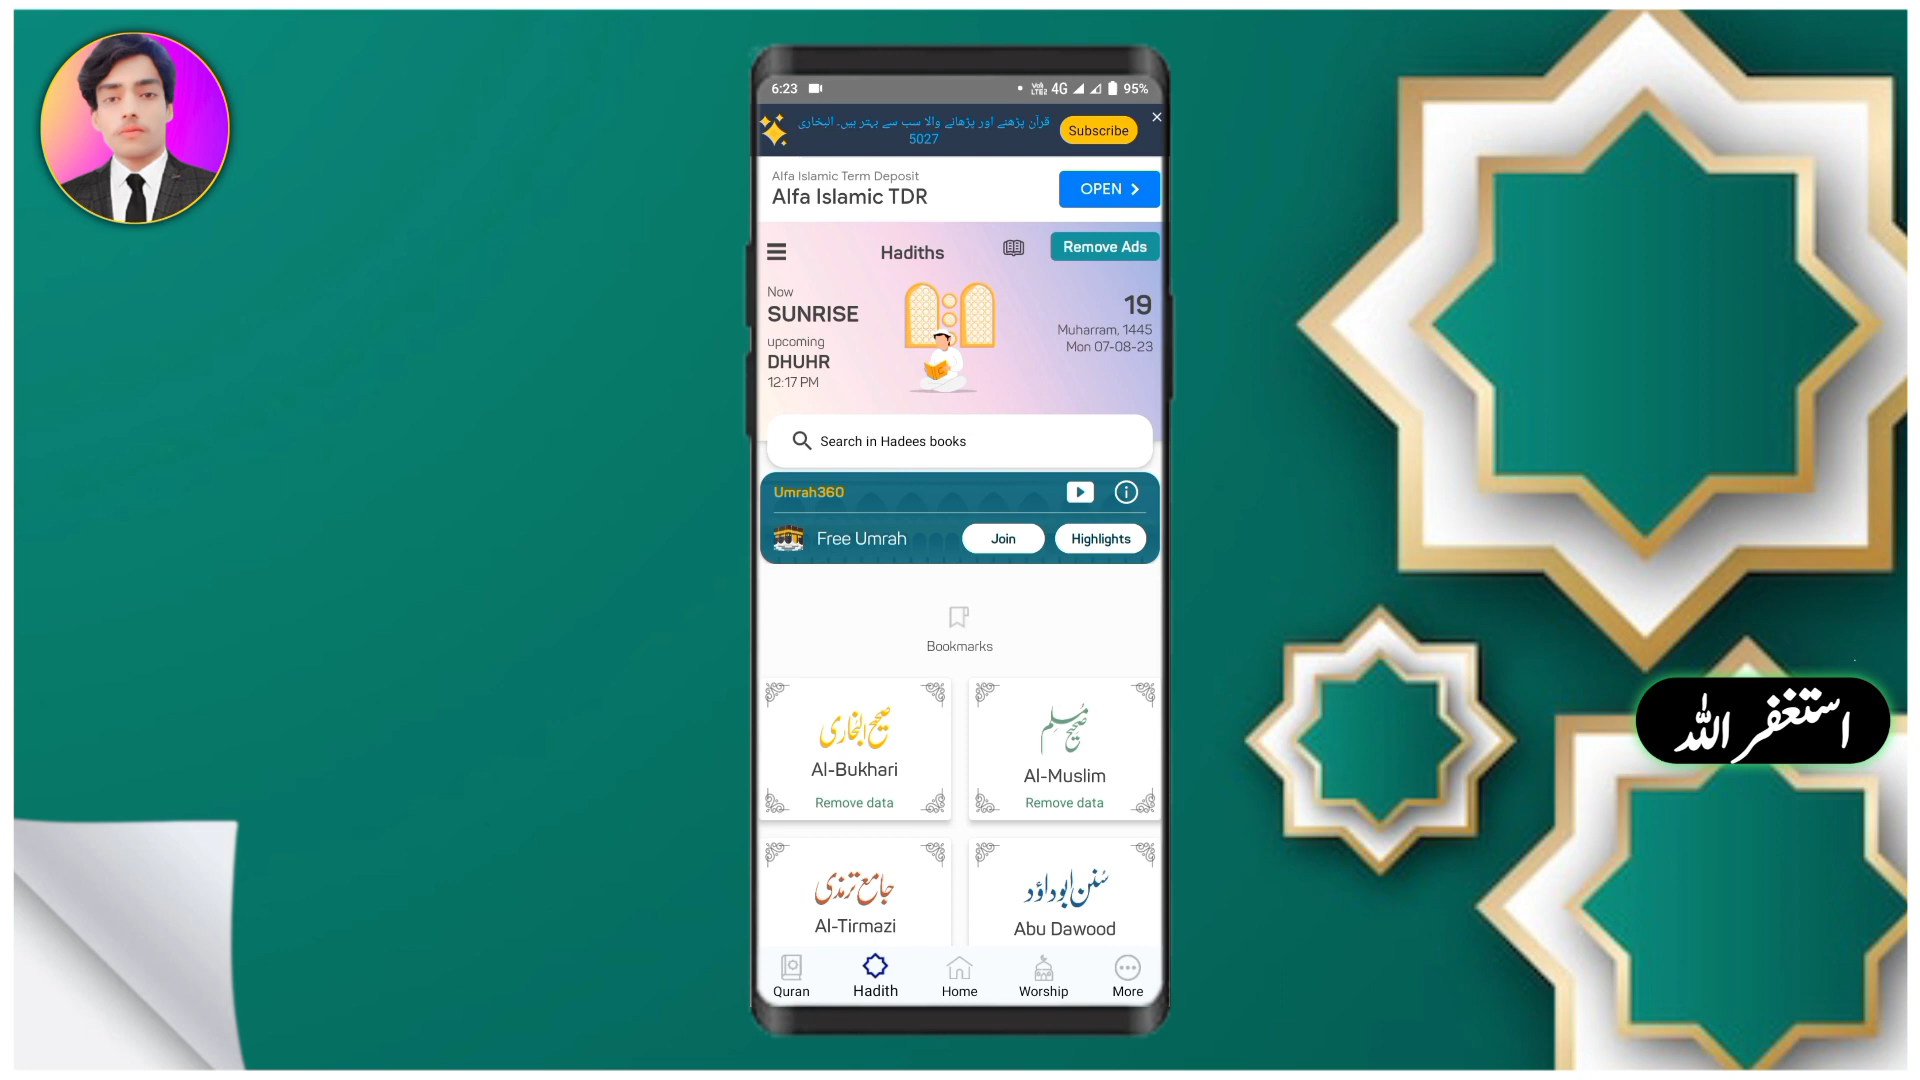 6:23
4G
95%
قرآن پڑھنے اور پڑھانے والا سب سے بہتر ہیں۔ البخاری
5027
Subscribe
Alfa Islamic Term Deposit
Alfa Islamic TDR
OPEN
Hadiths
Remove Ads
Now
SUNRISE
upcoming
DHUHR
12:17 PM
19
Muharram, 1445
Mon 07-08-23
Search in Hadees books
Umrah360
Free Umrah
Join
Highlights
Bookmarks
صحیح البخاری
Al-Bukhari
Remove data
صحیح مسلم
Al-Muslim
Remove data
جامع ترمذی
Al-Tirmazi
سنن ابوداؤد
Abu Dawood
Quran
Hadith
Home
Worship
More
استغفر اللہ